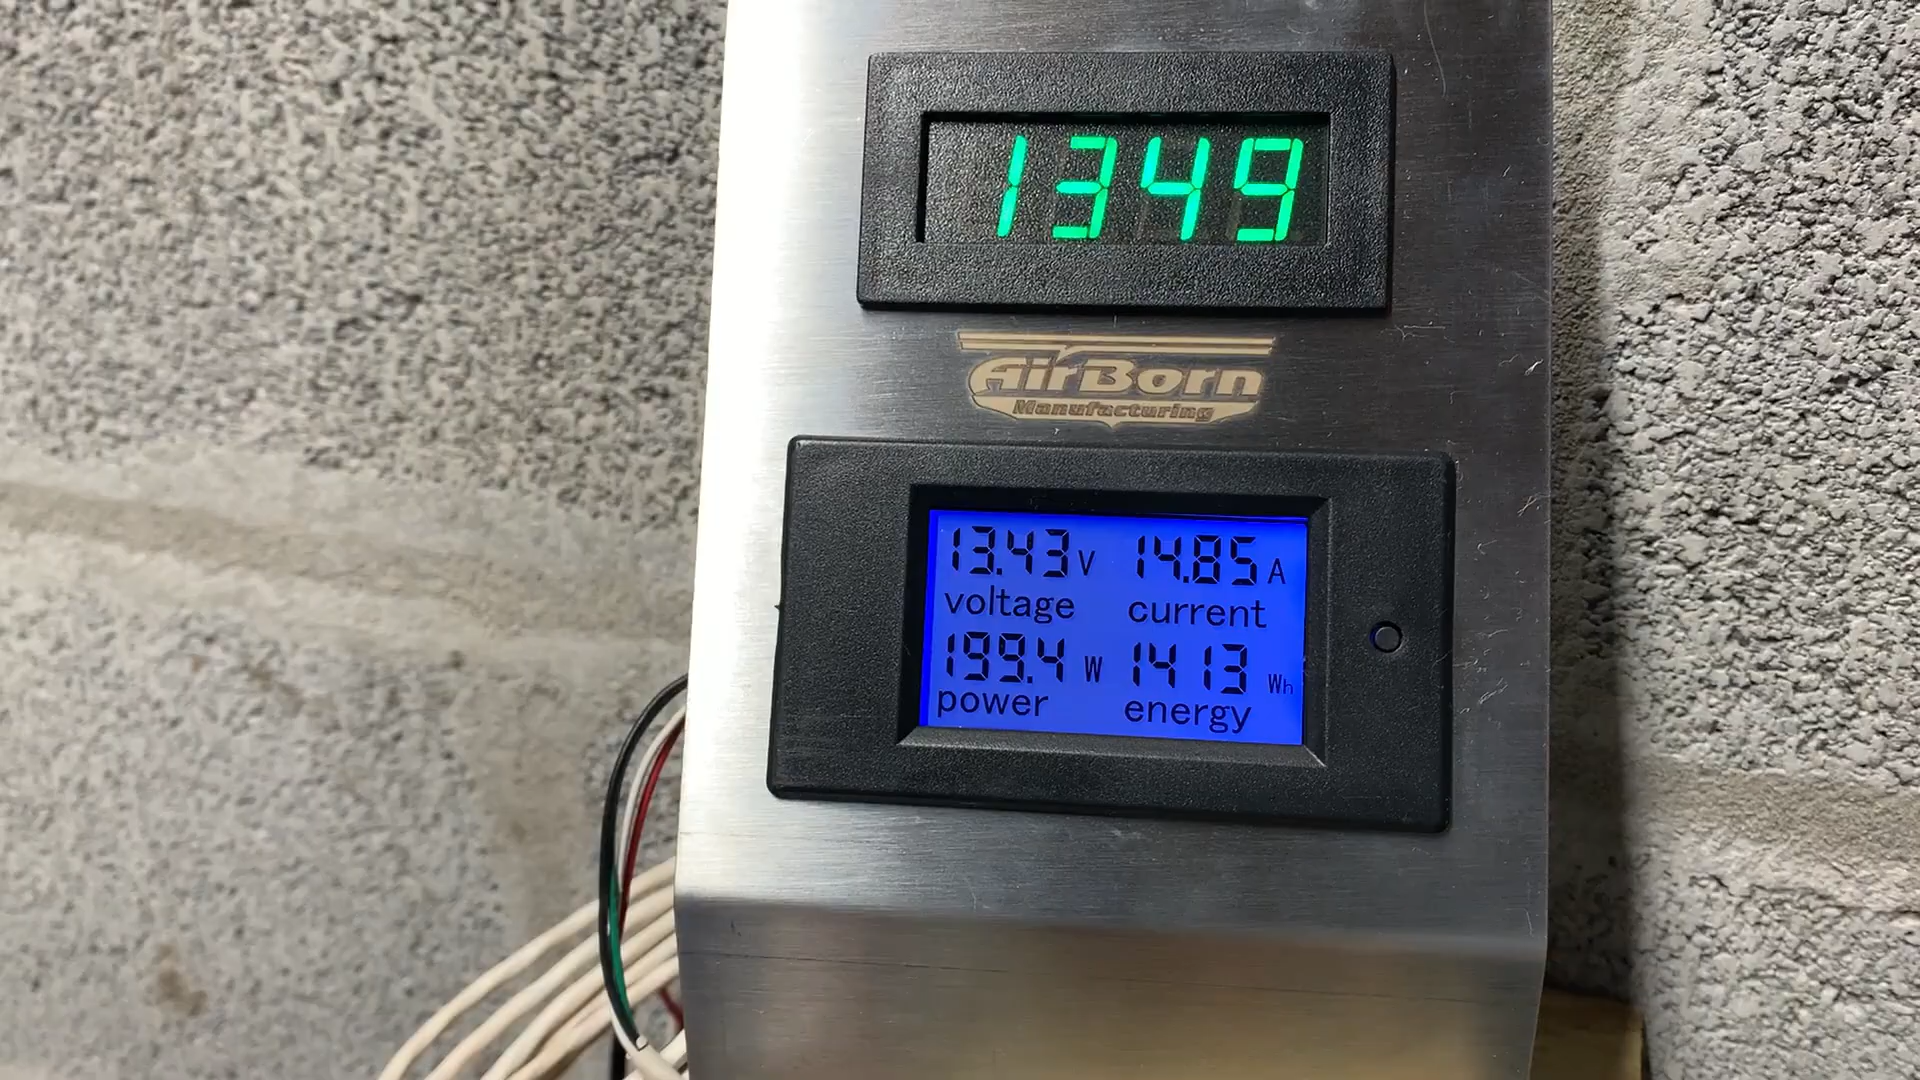 1349
AirBorn
Manufacturing
13.43 V 14.85 A
voltage current
199.4 W 1413 Wh
power energy